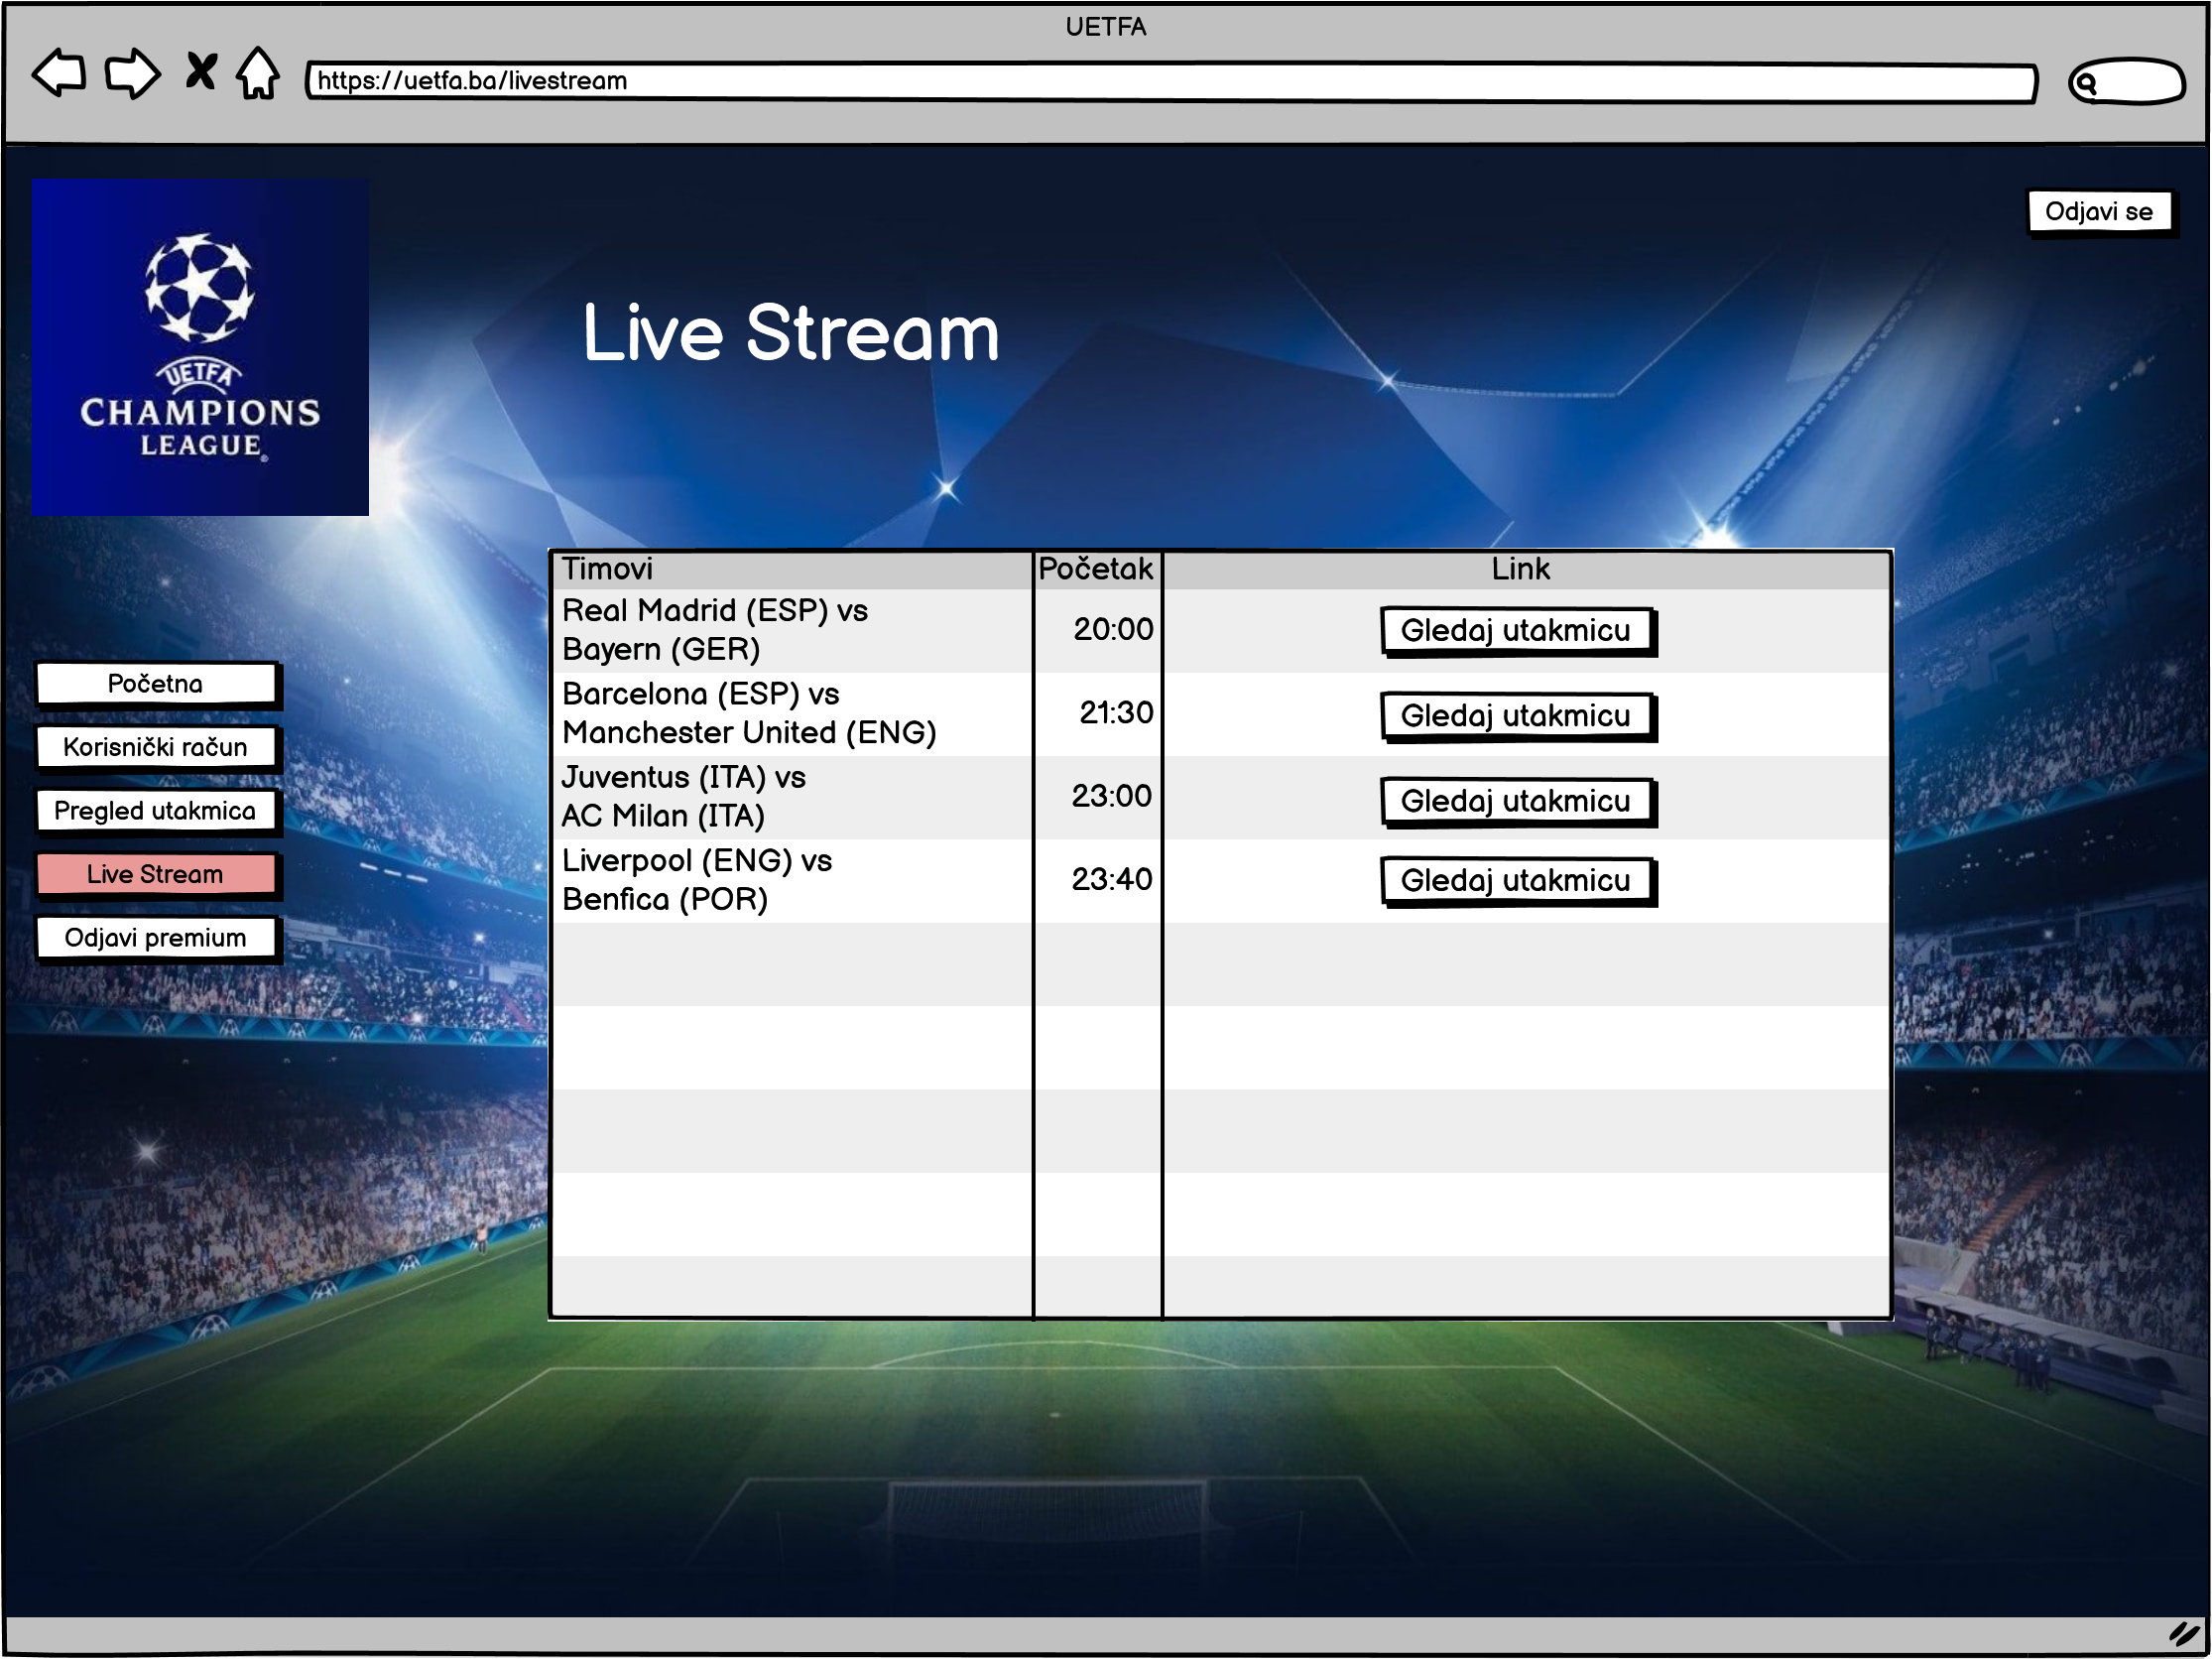 UETFA
https://uetfa.ba/livestream
Odjavi se
UETFA
CHAMPIONS
LEAGUE®
Live Stream
Početna
Korisnički račun
Pregled utakmica
Live Stream
Odjavi premium
Timovi Početak Link
Real Madrid (ESP) vs
Bayern (GER)
20:00
Gledaj utakmicu
Barcelona (ESP) vs
Manchester United (ENG)
21:30
Gledaj utakmicu
Juventus (ITA) vs
AC Milan (ITA)
23:00
Gledaj utakmicu
Liverpool (ENG) vs
Benfica (POR)
23:40
Gledaj utakmicu